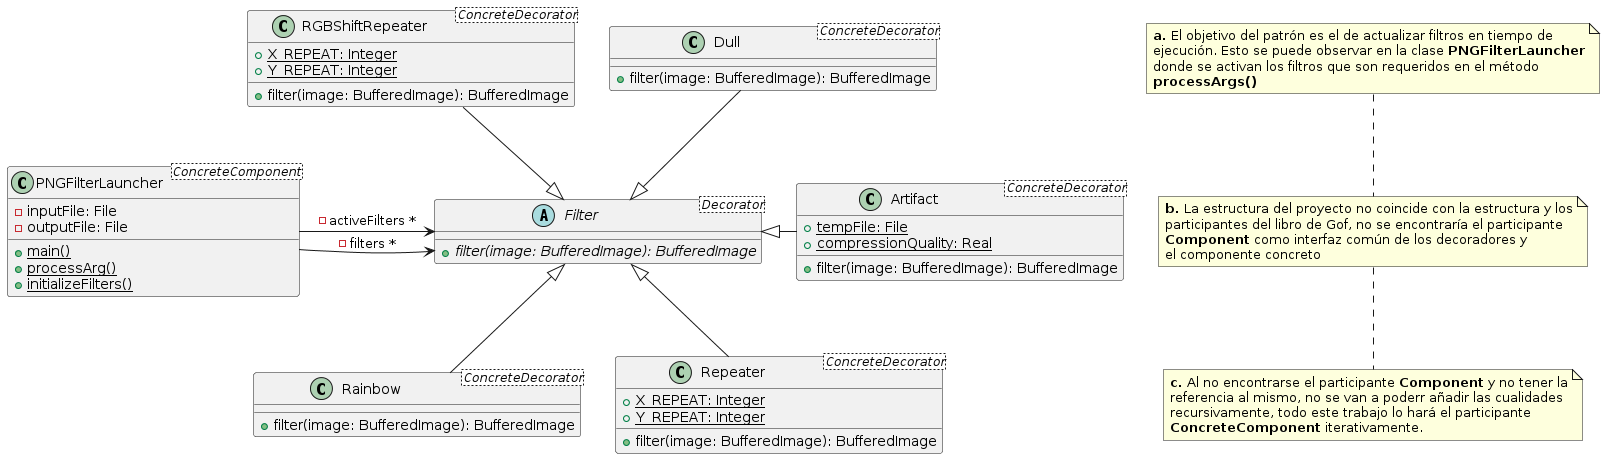 RGBShiftRepeater
ConcreteDecorator
X_REPEAT: Integer
Y_REPEAT: Integer
filter(image: BufferedImage): BufferedImage
Dull
ConcreteDecorator
filter(image: BufferedImage): BufferedImage
a. El objetivo del patrón es el de actualizar filtros en tiempo de
ejecución. Esto se puede observar en la clase PNGFilterLauncher
donde se activan los filtros que son requeridos en el método
processArgs()
PNGFilterLauncher
ConcreteComponent
inputFile: File
outputFile: File
main()
processArg()
initializeFilters()
activeFilters *
filters *
Filter
Decorator
filter(image: BufferedImage): BufferedImage
Artifact
ConcreteDecorator
tempFile: File
compressionQuality: Real
filter(image: BufferedImage): BufferedImage
b. La estructura del proyecto no coincide con la estructura y los
participantes del libro de Gof, no se encontraría el participante
Component como interfaz común de los decoradores y
el componente concreto
Rainbow
ConcreteDecorator
filter(image: BufferedImage): BufferedImage
Repeater
ConcreteDecorator
X_REPEAT: Integer
Y_REPEAT: Integer
filter(image: BufferedImage): BufferedImage
c. Al no encontrarse el participante Component y no tener la
referencia al mismo, no se van a poderr añadir las cualidades
recursivamente, todo este trabajo lo hará el participante
ConcreteComponent iterativamente.